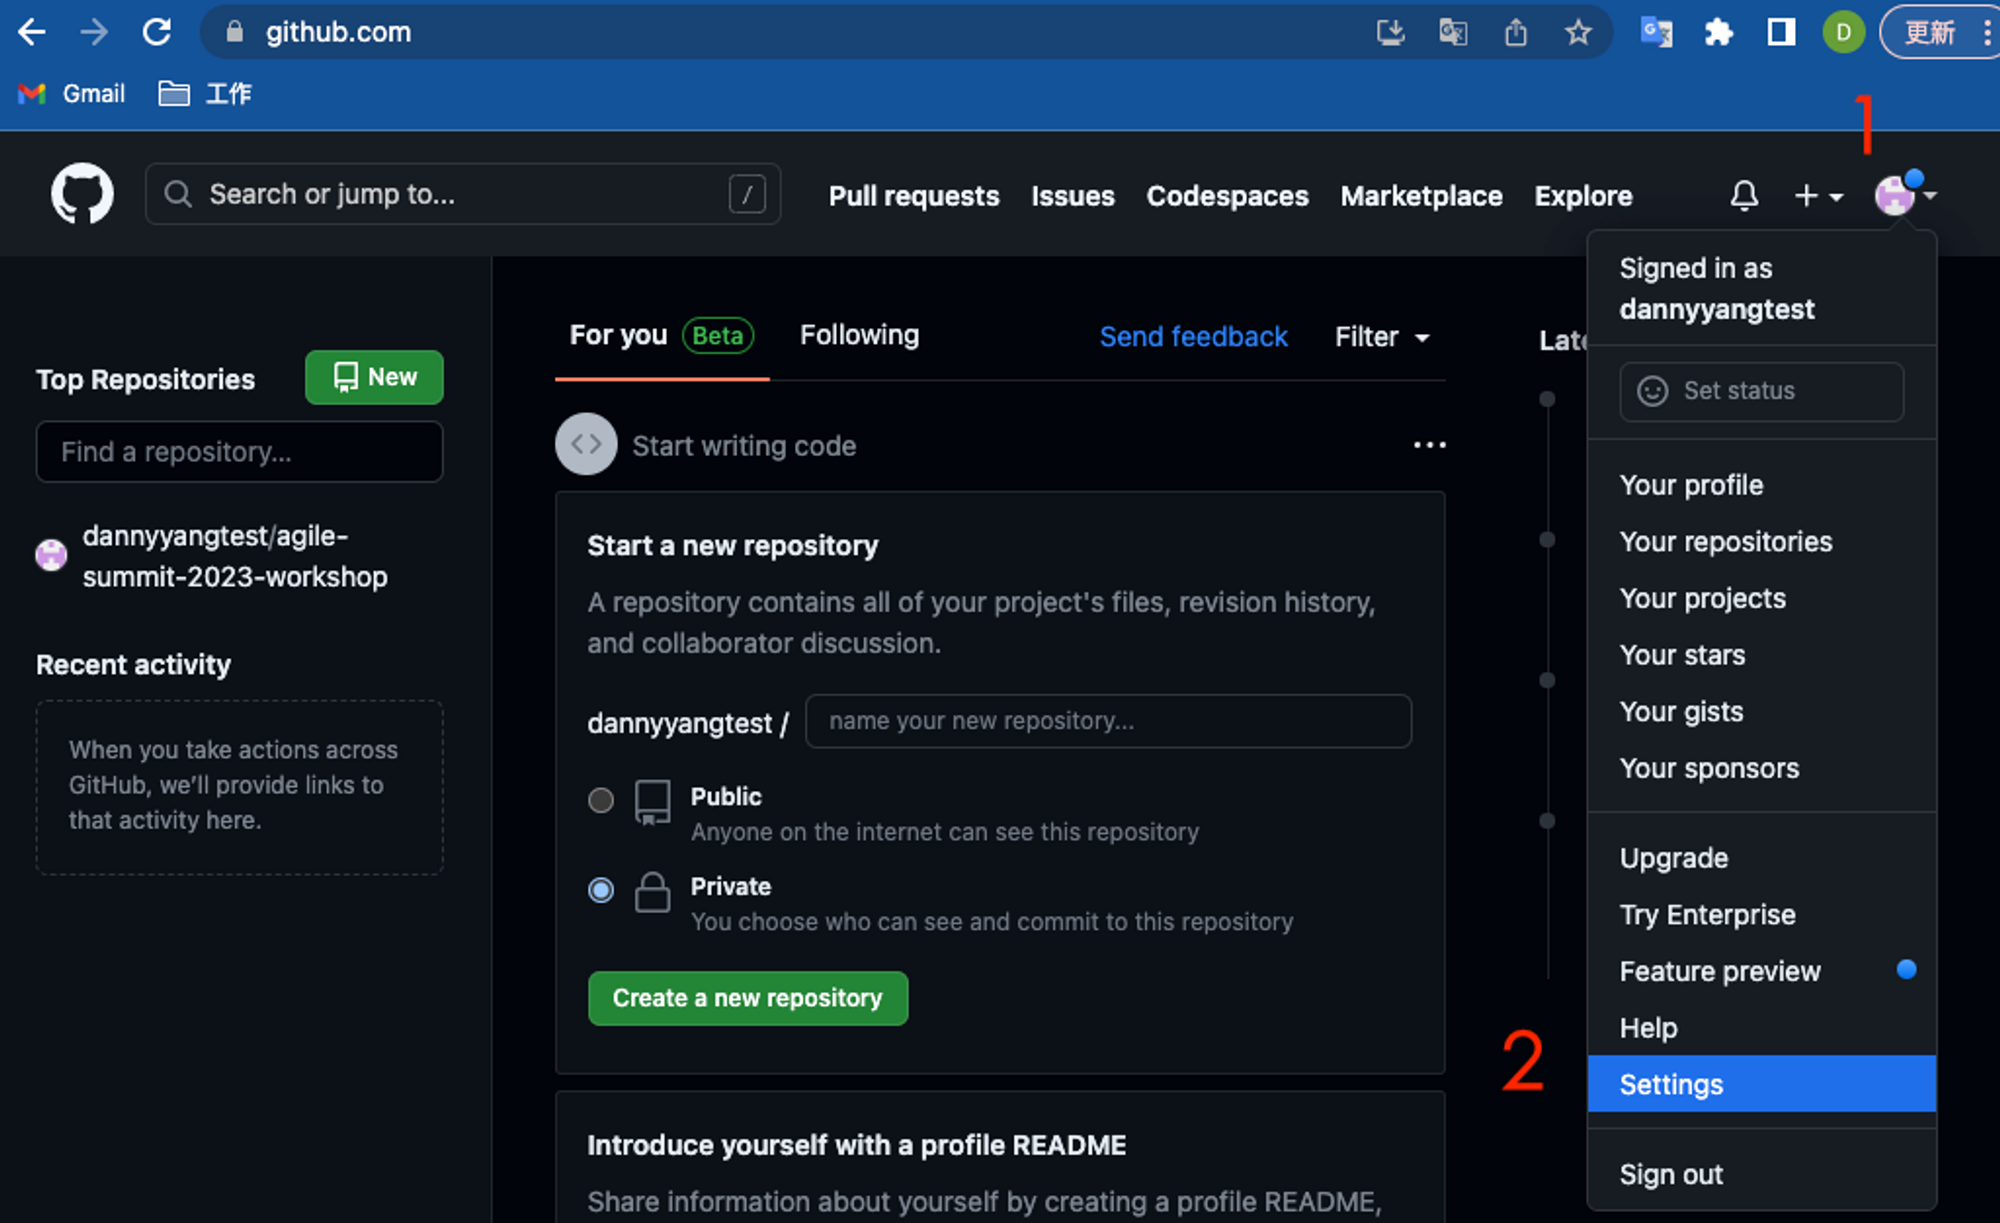 github.com
D
更新
Gmail
工作
1
Search or jump to...
/
Pull requests
Issues
Codespaces
Marketplace
Explore
Top Repositories
New
Find a repository...
dannyyangtest/agile-
summit-2023-workshop
Recent activity
When you take actions across
GitHub, we’ll provide links to
that activity here.
For you
Beta
Following
Send feedback
Filter
Start writing code
Start a new repository
A repository contains all of your project's files, revision history,
and collaborator discussion.
dannyyangtest /
name your new repository...
Public
Anyone on the internet can see this repository
Private
You choose who can see and commit to this repository
Create a new repository
Introduce yourself with a profile README
Share information about yourself by creating a profile README,
Signed in as
dannyyangtest
Set status
Your profile
Your repositories
Your projects
Your stars
Your gists
Your sponsors
Upgrade
Try Enterprise
Feature preview
Help
2
Settings
Sign out